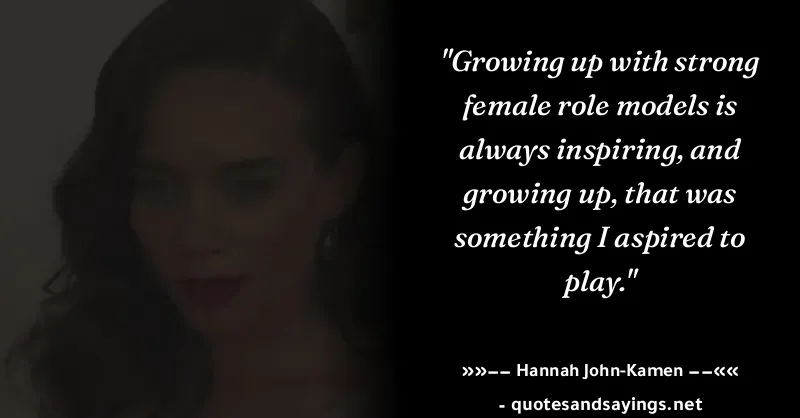 "Growing up with strong
female role models is
always inspiring, and
growing up, that was
something I aspired to
play."
»»–– Hannah John-Kamen ––««
- quotesandsayings.net